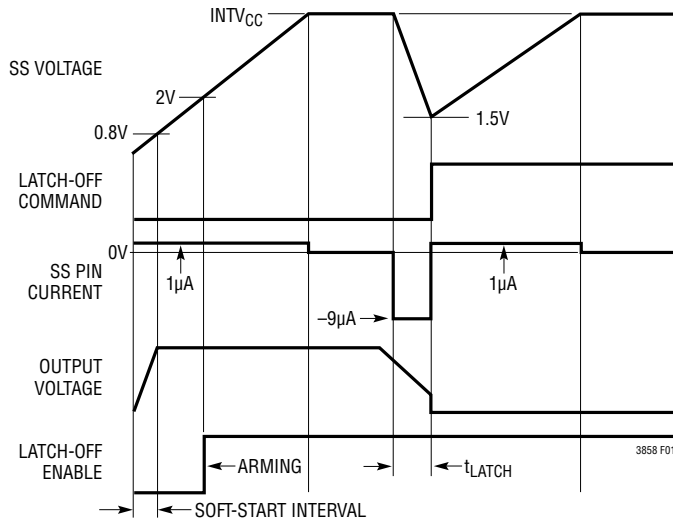 INTVCC
SS VOLTAGE
2V
0.8V
1.5V
LATCH-OFF
COMMAND
0V
SS PIN
CURRENT
1µA
1µA
–9µA
OUTPUT
VOLTAGE
LATCH-OFF
ENABLE
ARMING
tLATCH
3858 F01
SOFT-START INTERVAL